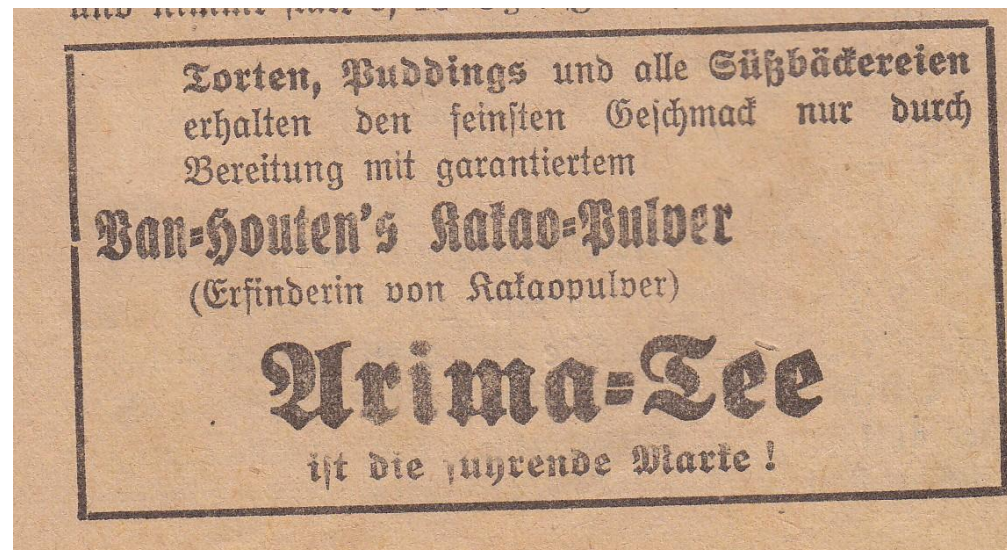 Torten, Puddings und alle Süßbäckereien
erhalten den feinsten Geschmack nur durch
Bereitung mit garantiertem
Van-Houten's Kakao-Pulver
(Erfinderin von Kakaopulver)
Arima-Tee
ist die führende Marke!